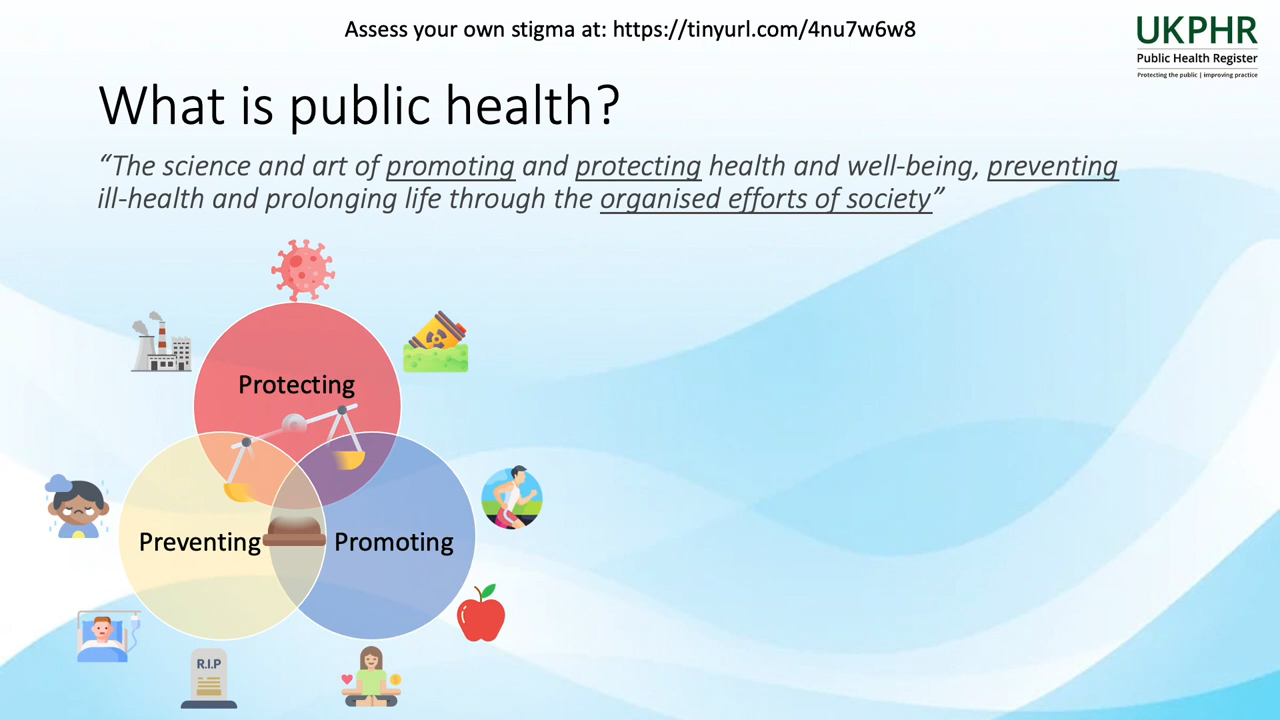 Assess your own stigma at: https://tinyurl.com/4nu7w6w8
UKPHR
Public Health Register
Protecting the public | improving practice
What is public health?
“The science and art of promoting and protecting health and well-being, preventing
ill-health and prolonging life through the organised efforts of society”
Protecting
Preventing
Promoting
R.I.P